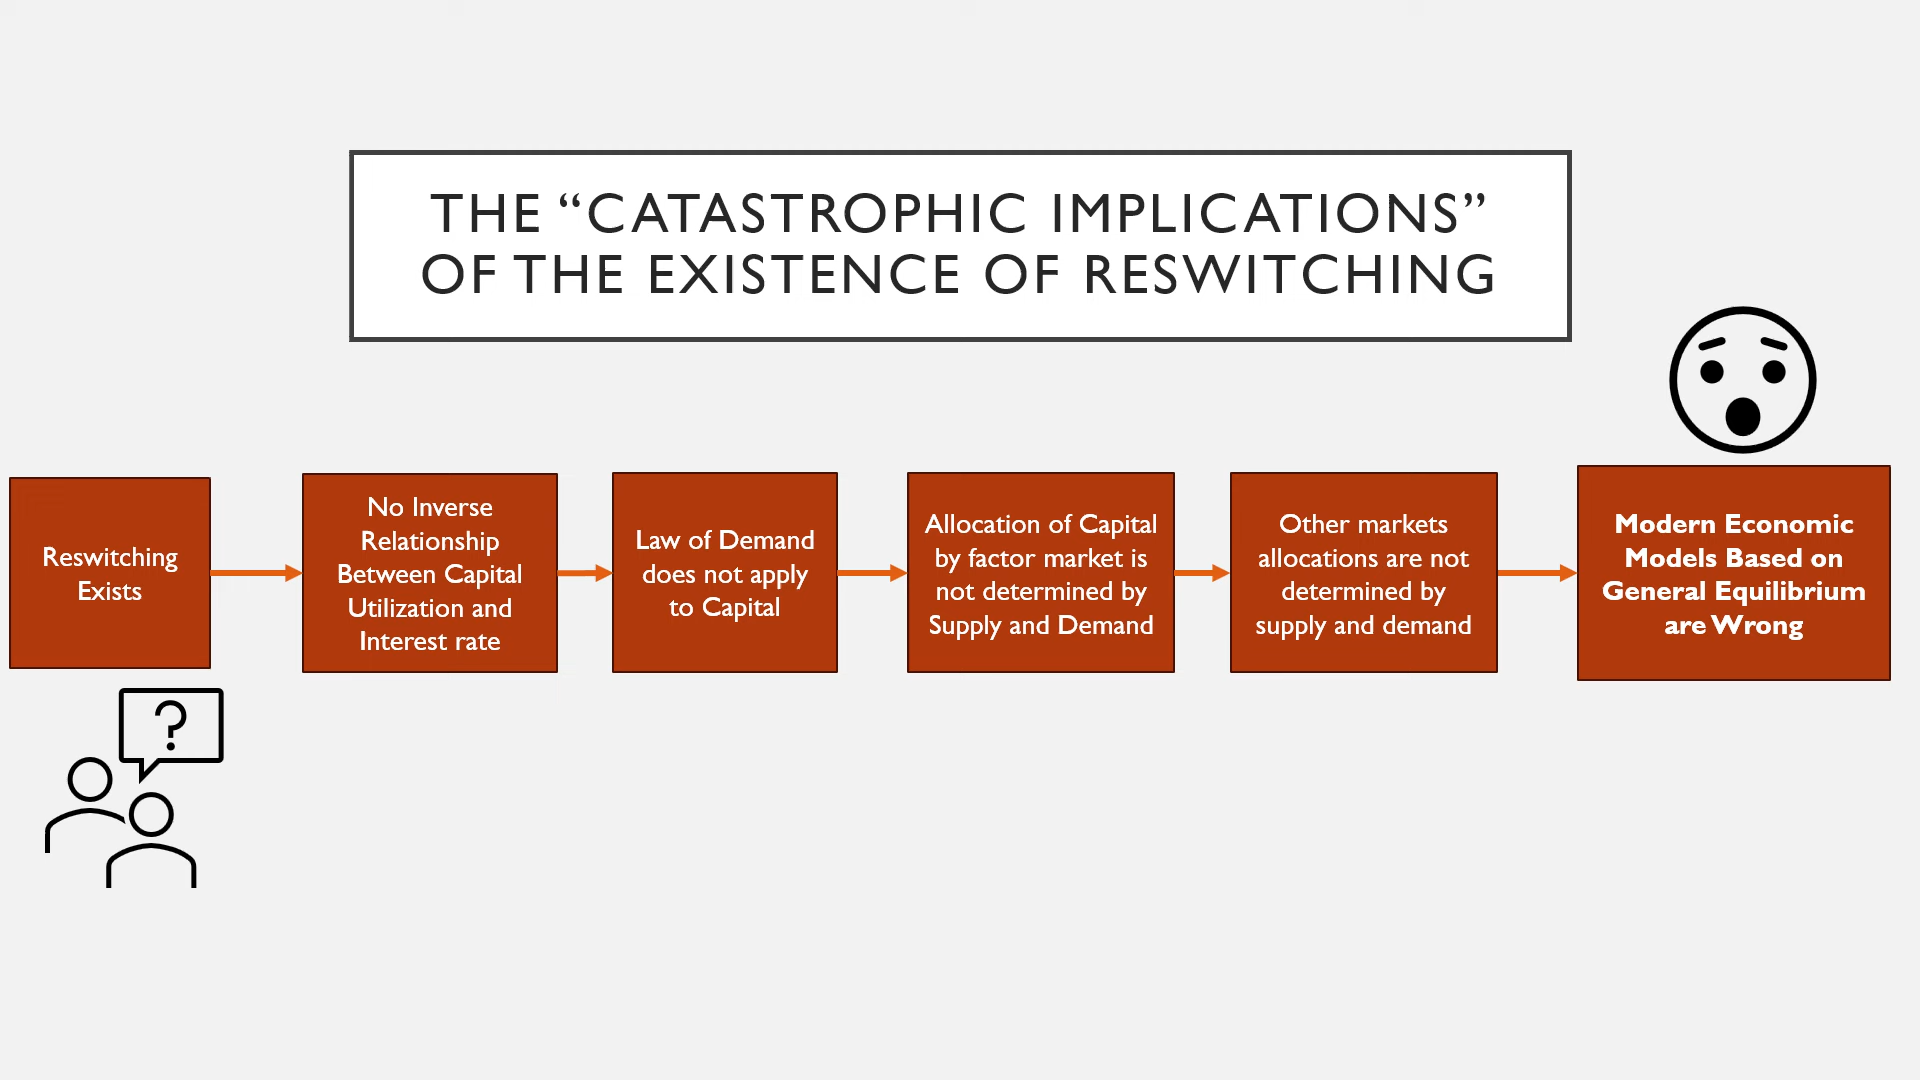 THE “CATASTROPHIC IMPLICATIONS”
OF THE EXISTENCE OF RESWITCHING
Reswitching
Exists
No Inverse
Relationship
Between Capital
Utilization and
Interest rate
Law of Demand
does not apply
to Capital
Allocation of Capital
by factor market is
not determined by
Supply and Demand
Other markets
allocations are not
determined by
supply and demand
Modern Economic
Models Based on
General Equilibrium
are Wrong
?